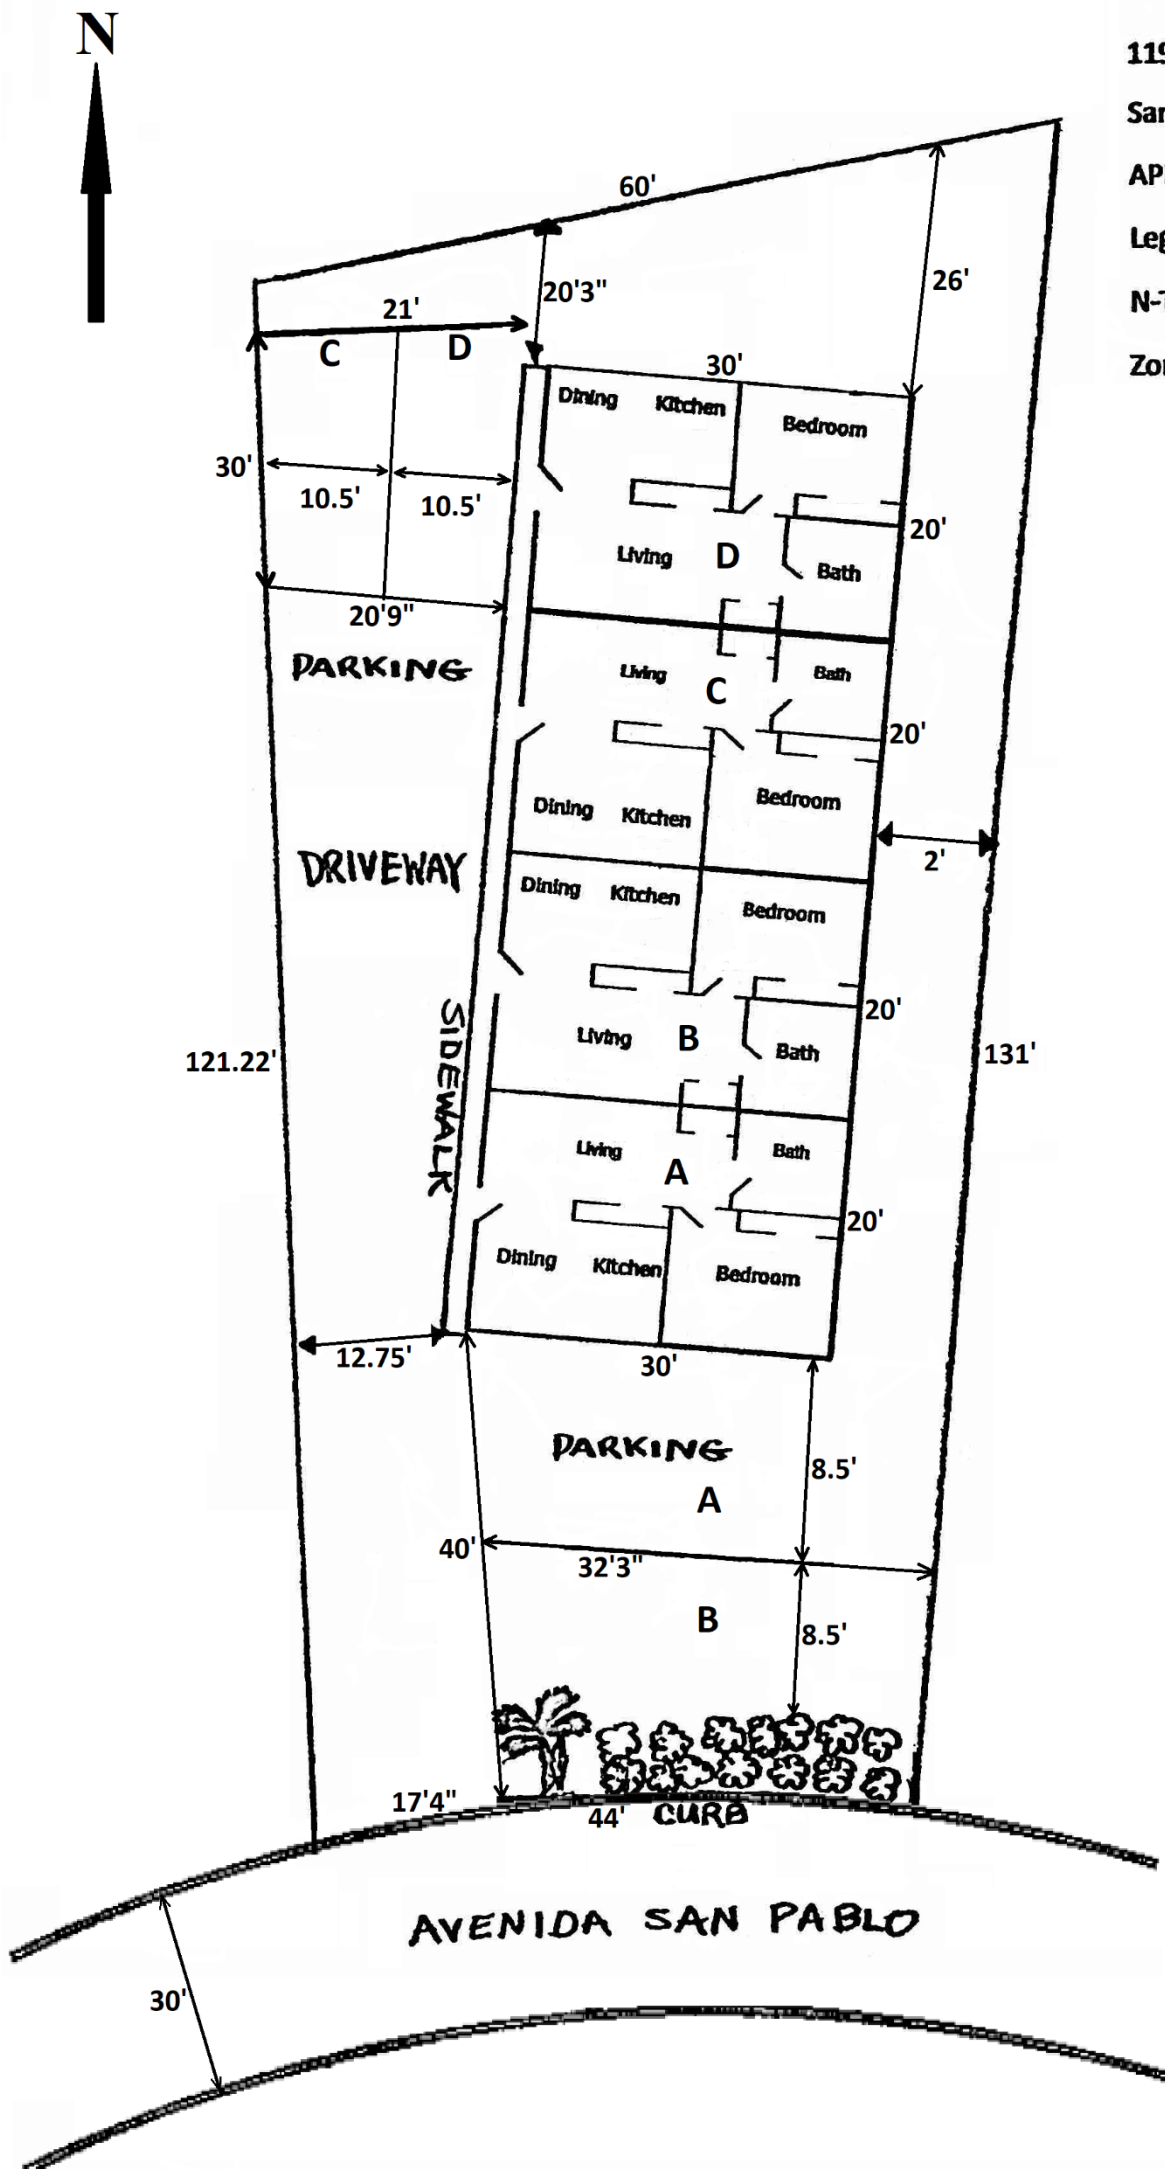 N
119
San
AP
Leg
N-T
Zon
60'
26'
20'3"
21'
C
D
30'
10.5'
10.5'
20'9"
PARKING
30'
Dining
Kitchen
Bedroom
20'
Living
D
Bath
Living
C
Bath
20'
Dining
Kitchen
Bedroom
2'
DRIVEWAY
Dining
Kitchen
Bedroom
20'
Living
B
Bath
SIDEWALK
121.22'
131'
Living
A
Bath
20'
Dining
Kitchen
Bedroom
12.75'
30'
PARKING
8.5'
A
40'
32'3"
B
8.5'
17'4"
44'
CURB
AVENIDA SAN PABLO
30'